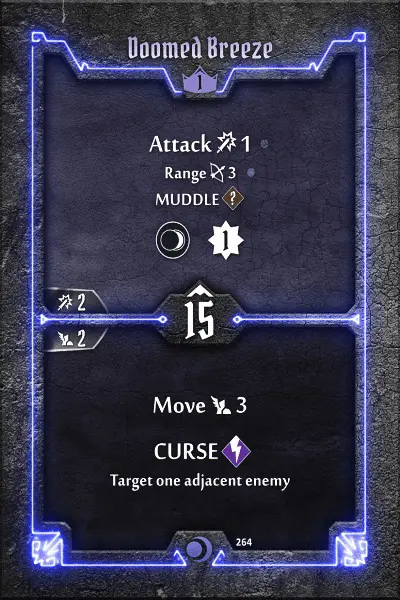 Doomed Breeze
1
Attack 1
Range 3
MUDDLE ?
1
2
15
2
Move 3
CURSE
Target one adjacent enemy
264